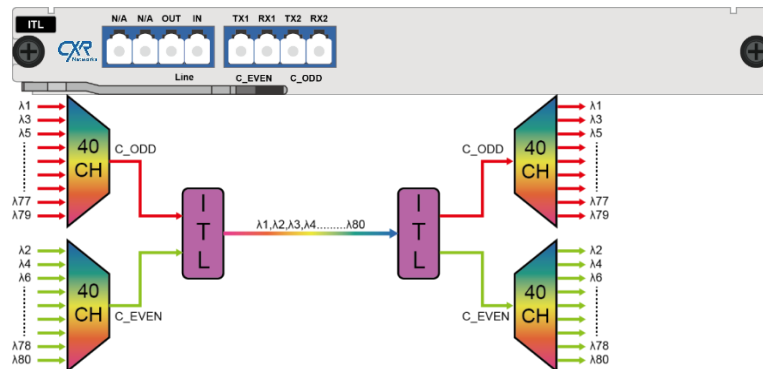 ITL
N/A N/A OUT IN TX1 RX1 TX2 RX2
CXR
Networks
Line C_EVEN C_ODD
λ1
λ3
λ5
λ77
λ79
40
CH
C_ODD
λ2
λ4
λ6
λ78
λ80
40
CH
C_EVEN
I
T
L
λ1,λ2,λ3,λ4.........λ80
I
T
L
C_ODD
40
CH
λ1
λ3
λ5
λ77
λ79
C_EVEN
40
CH
λ2
λ4
λ6
λ78
λ80